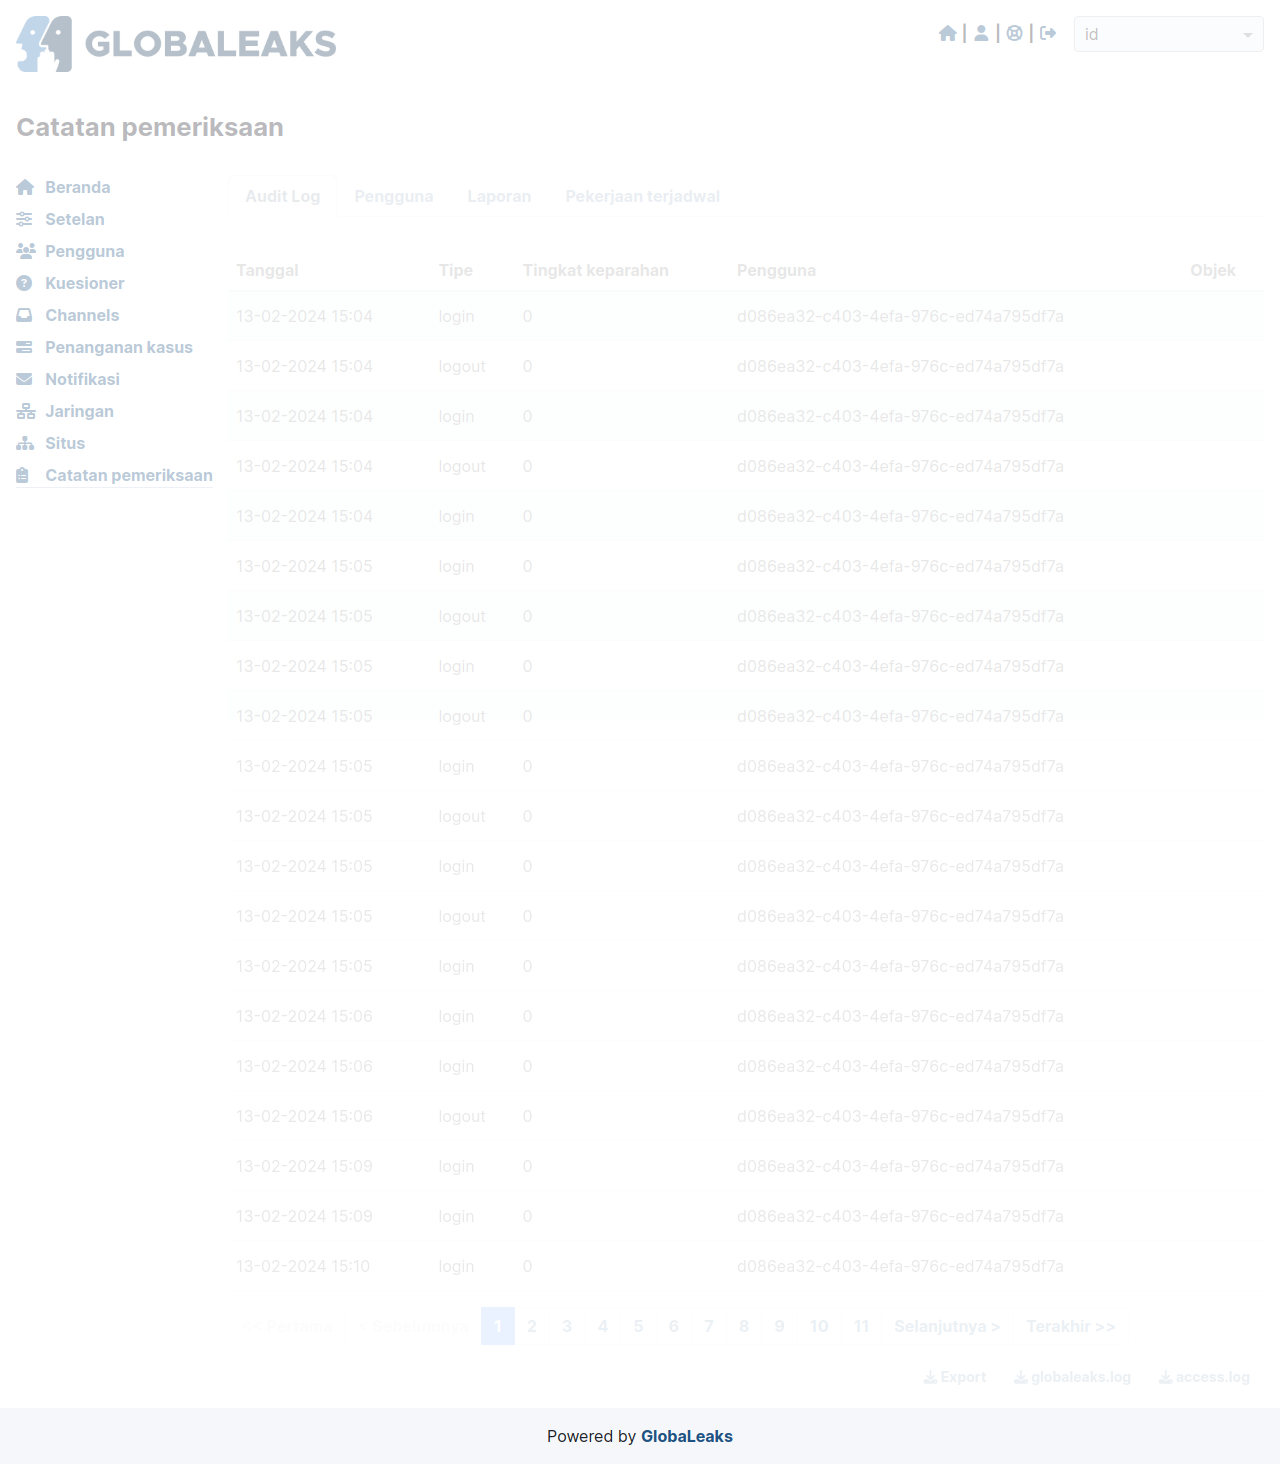 GLOBALEAKS
| | | id
Catatan pemeriksaan
Beranda
Setelan
Pengguna
Kuesioner
Channels
Penanganan kasus
Notifikasi
Jaringan
Situs
Catatan pemeriksaan
Audit Log Pengguna Laporan Pekerjaan terjadwal
Tanggal Tipe Tingkat keparahan Pengguna Objek
13-02-2024 15:04 login 0 d086ea32-c403-4efa-976c-ed74a795df7a
13-02-2024 15:04 logout 0 d086ea32-c403-4efa-976c-ed74a795df7a
13-02-2024 15:04 login 0 d086ea32-c403-4efa-976c-ed74a795df7a
13-02-2024 15:04 logout 0 d086ea32-c403-4efa-976c-ed74a795df7a
13-02-2024 15:04 login 0 d086ea32-c403-4efa-976c-ed74a795df7a
13-02-2024 15:05 login 0 d086ea32-c403-4efa-976c-ed74a795df7a
13-02-2024 15:05 logout 0 d086ea32-c403-4efa-976c-ed74a795df7a
13-02-2024 15:05 login 0 d086ea32-c403-4efa-976c-ed74a795df7a
13-02-2024 15:05 logout 0 d086ea32-c403-4efa-976c-ed74a795df7a
13-02-2024 15:05 login 0 d086ea32-c403-4efa-976c-ed74a795df7a
13-02-2024 15:05 logout 0 d086ea32-c403-4efa-976c-ed74a795df7a
13-02-2024 15:05 login 0 d086ea32-c403-4efa-976c-ed74a795df7a
13-02-2024 15:05 logout 0 d086ea32-c403-4efa-976c-ed74a795df7a
13-02-2024 15:05 login 0 d086ea32-c403-4efa-976c-ed74a795df7a
13-02-2024 15:06 login 0 d086ea32-c403-4efa-976c-ed74a795df7a
13-02-2024 15:06 login 0 d086ea32-c403-4efa-976c-ed74a795df7a
13-02-2024 15:06 logout 0 d086ea32-c403-4efa-976c-ed74a795df7a
13-02-2024 15:09 login 0 d086ea32-c403-4efa-976c-ed74a795df7a
13-02-2024 15:09 login 0 d086ea32-c403-4efa-976c-ed74a795df7a
13-02-2024 15:10 login 0 d086ea32-c403-4efa-976c-ed74a795df7a
<< Pertama < Sebelumnya 1 2 3 4 5 6 7 8 9 10 11 Selanjutnya > Terakhir >>
Export globaleaks.log access.log
Powered by GlobaLeaks